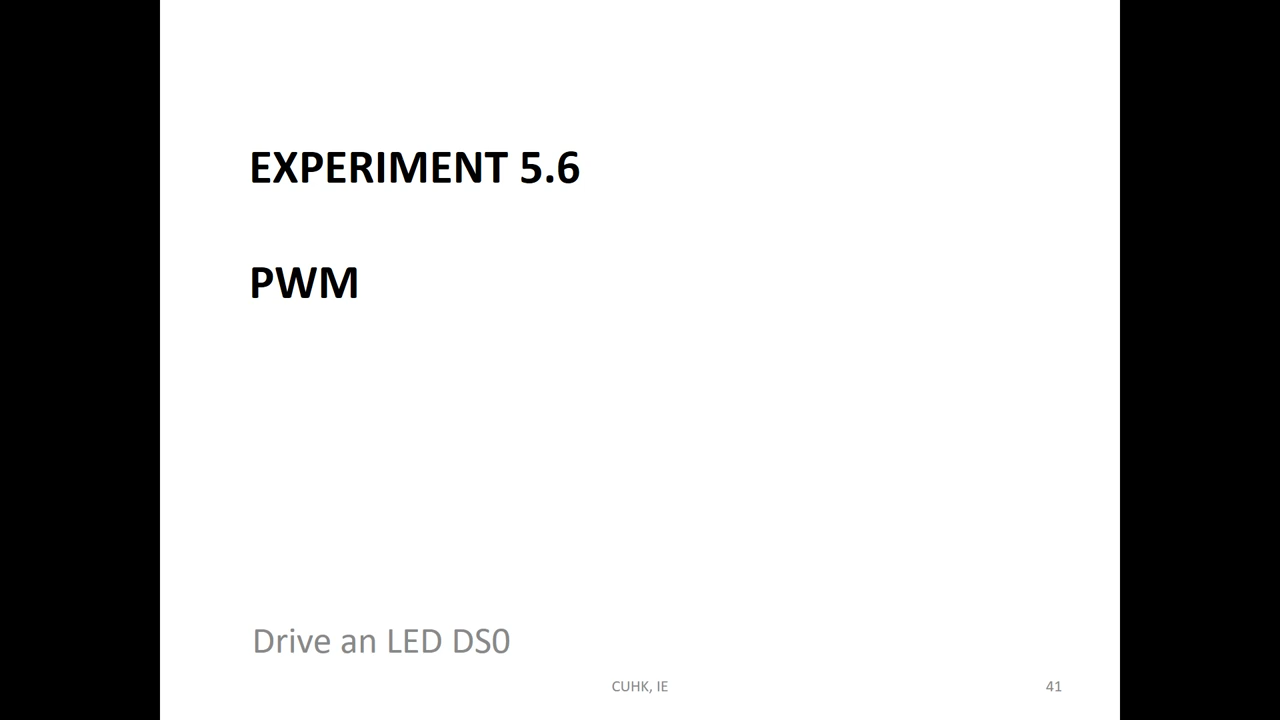 EXPERIMENT 5.6
PWM
Drive an LED DS0
CUHK, IE
41